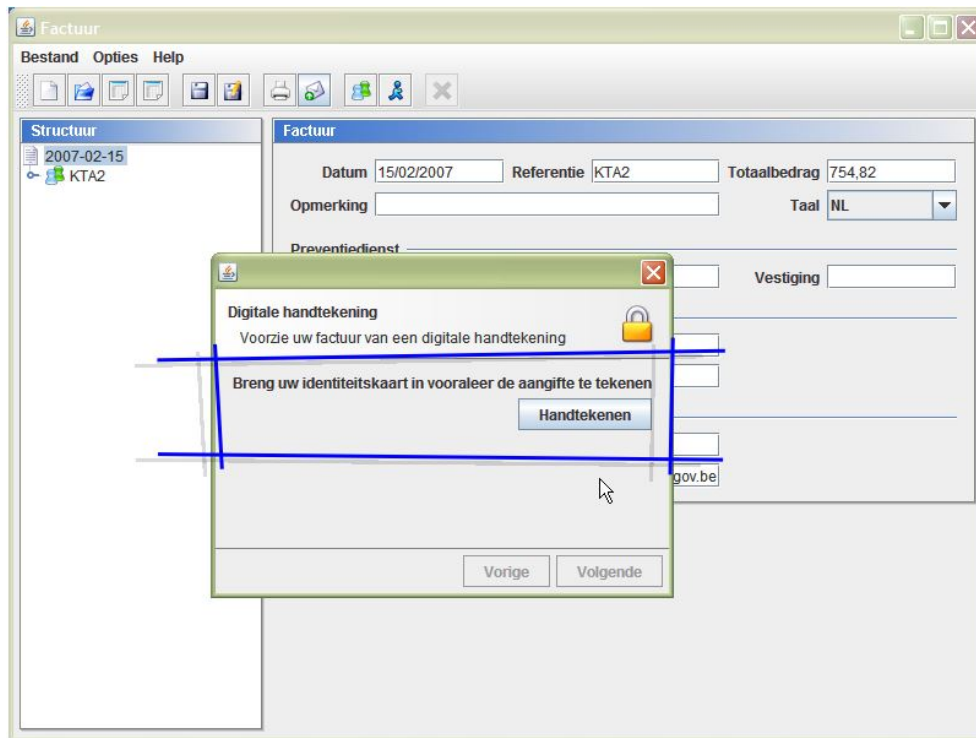 Factuur
Bestand Opties Help
Structuur
2007-02-15
KTA2
Factuur
Datum 15/02/2007 Referentie KTA2 Totaalbedrag 754,82
Opmerking Taal NL
Preventiedienst
Vestiging
Digitale handtekening
Voorzie uw factuur van een digitale handtekening
Breng uw identiteitskaart in vooraleer de aangifte te tekenen
Handtekenen
gov.be
Vorige Volgende